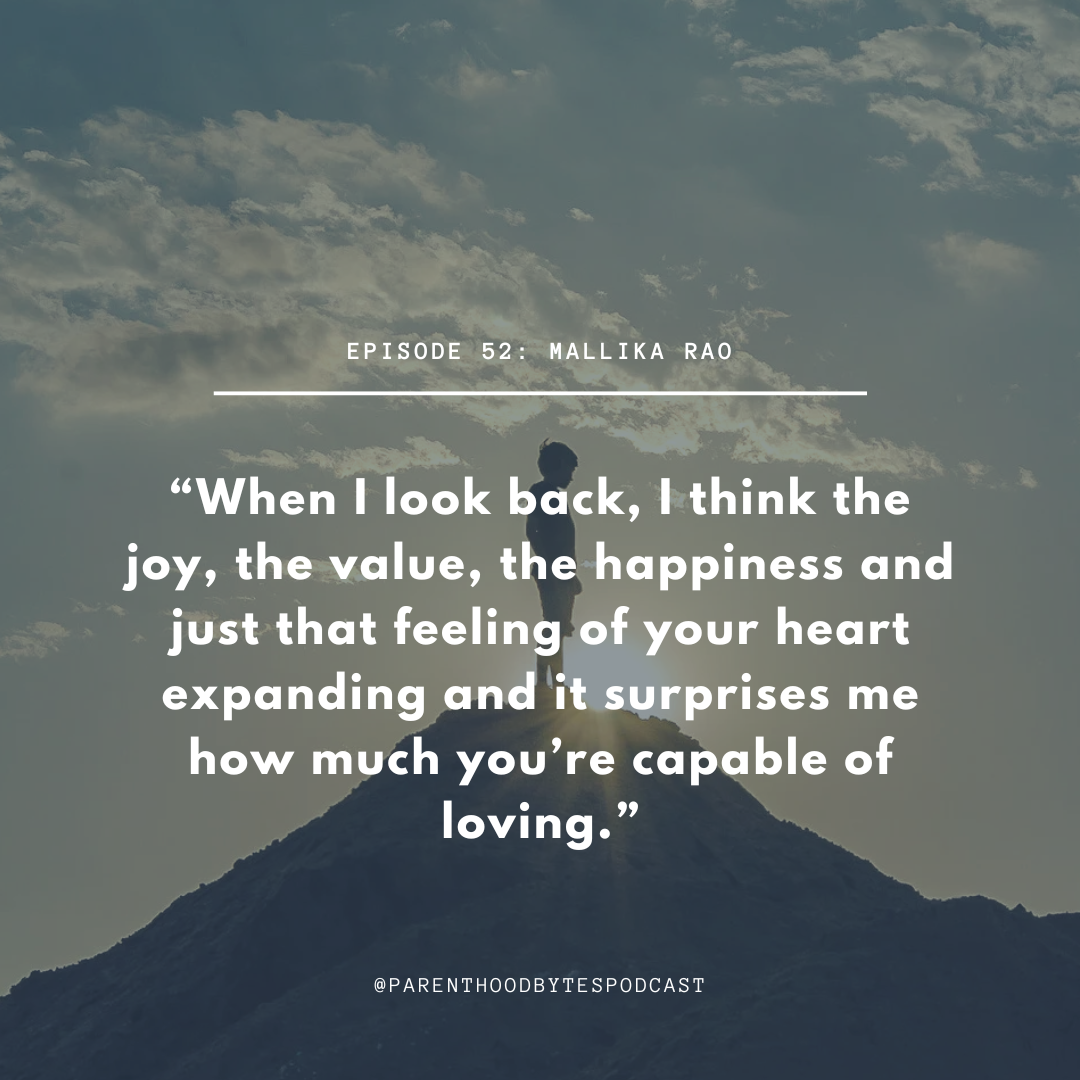 EPISODE 52: MALLIKA RAO
“When I look back, I think the
joy, the value, the happiness and
just that feeling of your heart
expanding and it surprises me
how much you’re capable of
loving.”
@PARENTHOODBYTESPODCAST